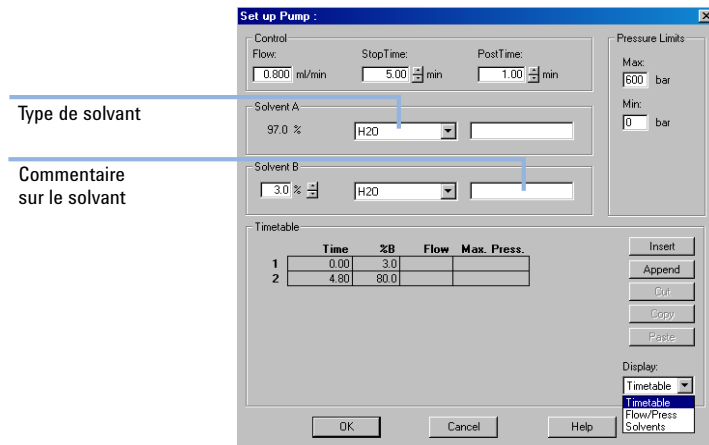 Set up Pump :
Control
Flow: StopTime: PostTime:
0.800 ml/min 5.00 min 1.00 min
Pressure Limits
Max:
600 bar
Min:
0 bar
Type de solvant
Solvent A
97.0 % H2O
Commentaire
sur le solvant
Solvent B
3.0 % H2O
Timetable
Time %B Flow Max. Press.
1 0.00 3.0
2 4.80 80.0
Insert
Append
Cut
Copy
Paste
Display:
Timetable
Timetable
Flow/Press
Solvents
OK Cancel Help